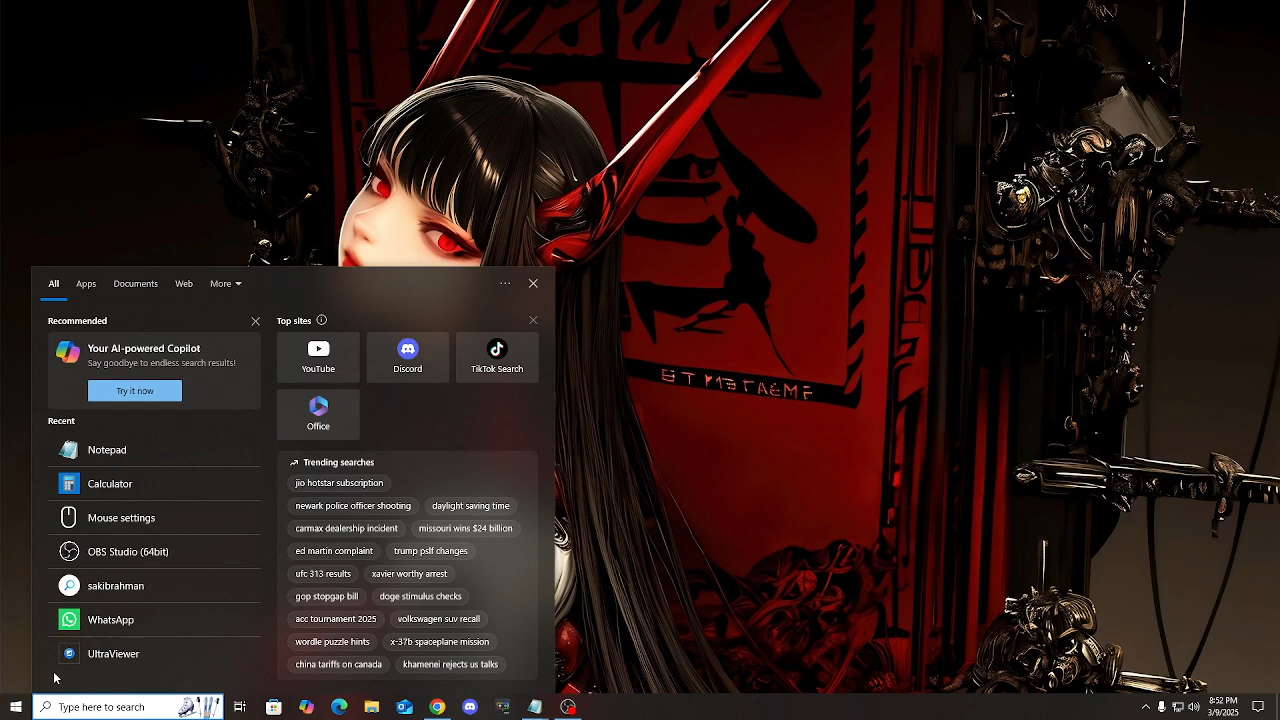 All Apps Documents Web More
Recommended
Your AI-powered Copilot
Say goodbye to endless search results!
Try it now
Recent
Notepad
Calculator
Mouse settings
OBS Studio (64bit)
sakibrahman
WhatsApp
UltraViewer
Top sites
YouTube Discord TikTok Search
Office
Trending searches
jio hotstar subscription
newark police officer shooting daylight saving time
carmax dealership incident missouri wins $24 billion
ed martin complaint trump pslf changes
ufc 313 results xavier worthy arrest
gop stopgap bill doge stimulus checks
acc tournament 2025 volkswagen suv recall
wordle puzzle hints x-37b spaceplane mission
china tariffs on canada khamenei rejects us talks
Type here to search
8:52 PM
3/9/2025